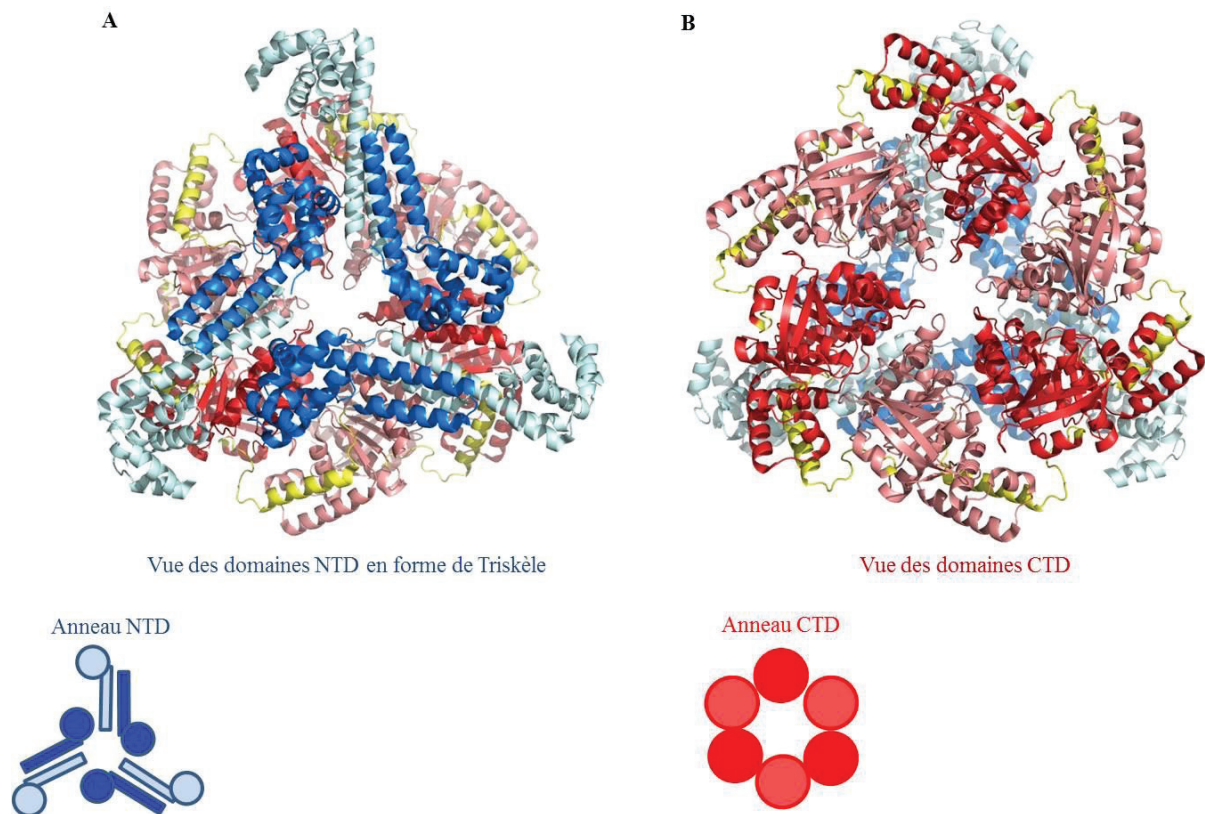 A
B
Vue des domaines NTD en forme de Triskèle
Vue des domaines CTD
Anneau NTD
Anneau CTD